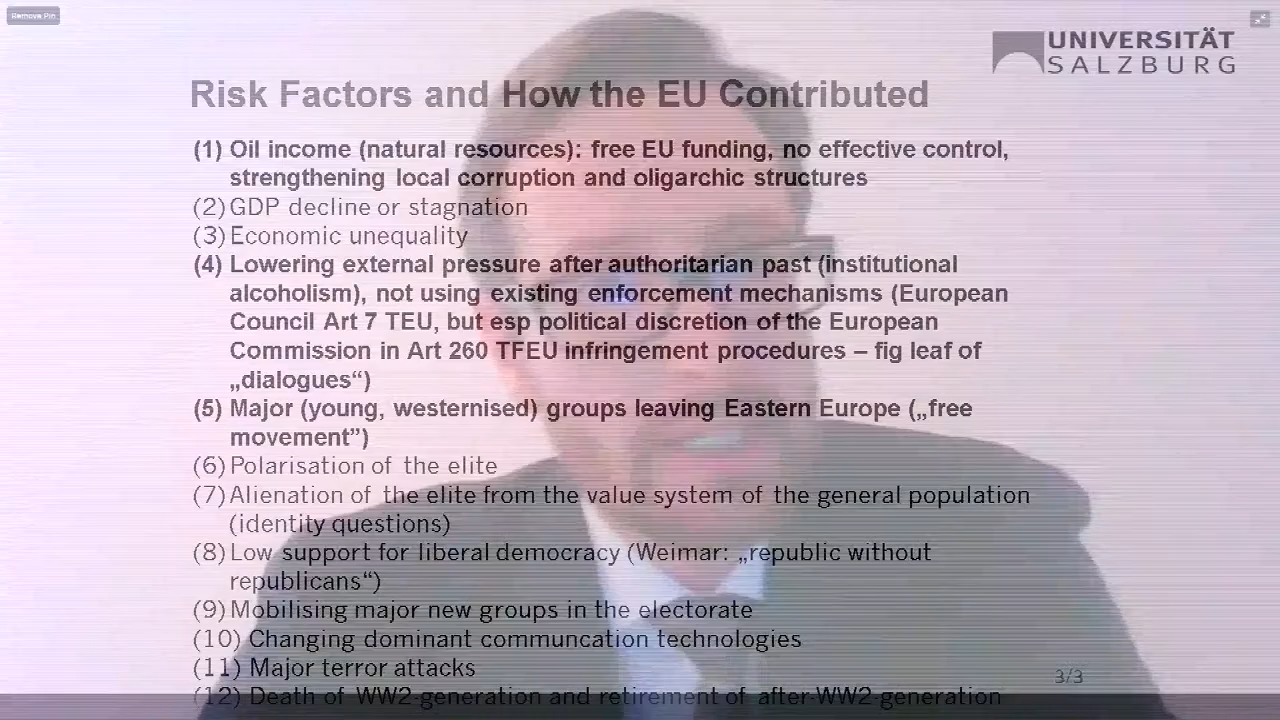 Remove Pin
UNIVERSITÄT
SALZBURG
Risk Factors and How the EU Contributed
(1) Oil income (natural resources): free EU funding, no effective control,
strengthening local corruption and oligarchic structures
(2) GDP decline or stagnation
(3) Economic unequality
(4) Lowering external pressure after authoritarian past (institutional
alcoholism), not using existing enforcement mechanisms (European
Council Art 7 TEU, but esp political discretion of the European
Commission in Art 260 TFEU infringement procedures – fig leaf of
„dialogues“)
(5) Major (young, westernised) groups leaving Eastern Europe („free
movement”)
(6) Polarisation of the elite
(7) Alienation of the elite from the value system of the general population
(identity questions)
(8) Low support for liberal democracy (Weimar: „republic without
republicans“)
(9) Mobilising major new groups in the electorate
(10) Changing dominant communcation technologies
(11) Major terror attacks
3/3
(12) Death of WW2-generation and retirement of after-WW2-generation